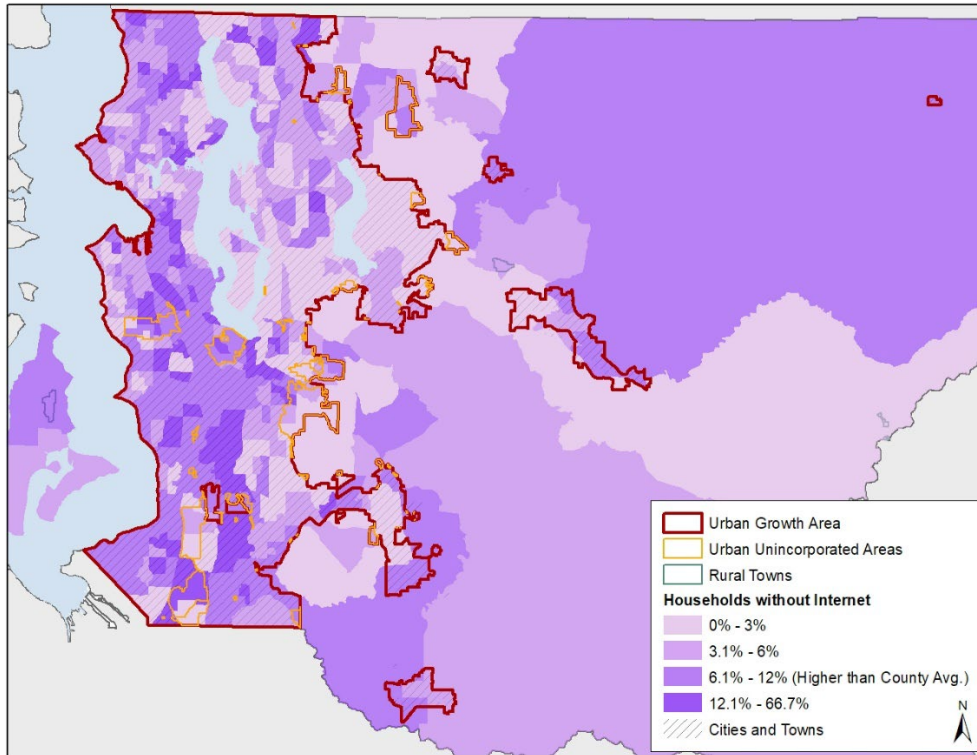 Urban Growth Area
Urban Unincorporated Areas
Rural Towns
Households without Internet
0% - 3%
3.1% - 6%
6.1% - 12% (Higher than County Avg.)
12.1% - 66.7%
Cities and Towns
N